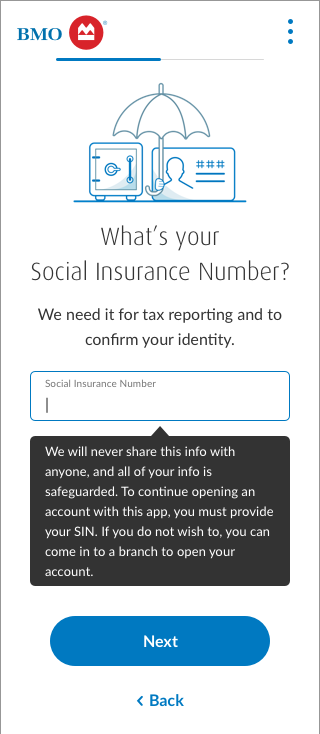 BMO
###
What's your
Social Insurance Number?
We need it for tax reporting and to
confirm your identity.
Social Insurance Number
We will never share this info with
anyone, and all of your info is
safeguarded. To continue opening an
account with this app, you must provide
your SIN. If you do not wish to, you can
come in to a branch to open your
account.
Next
Back